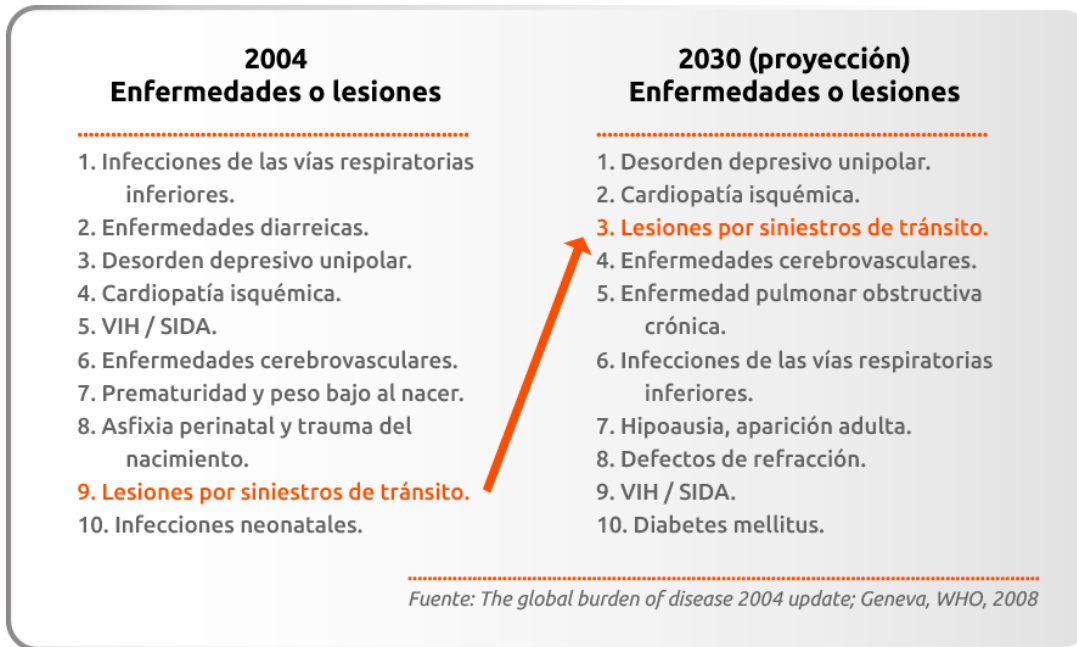 2004
Enfermedades o lesiones
1. Infecciones de las vías respiratorias
inferiores.
2. Enfermedades diarreicas.
3. Desorden depresivo unipolar.
4. Cardiopatía isquémica.
5. VIH / SIDA.
6. Enfermedades cerebrovasculares.
7. Prematuridad y peso bajo al nacer.
8. Asfixia perinatal y trauma del
nacimiento.
9. Lesiones por siniestros de tránsito.
10. Infecciones neonatales.
2030 (proyección)
Enfermedades o lesiones
1. Desorden depresivo unipolar.
2. Cardiopatía isquémica.
3. Lesiones por siniestros de tránsito.
4. Enfermedades cerebrovasculares.
5. Enfermedad pulmonar obstructiva
crónica.
6. Infecciones de las vías respiratorias
inferiores.
7. Hipoausia, aparición adulta.
8. Defectos de refracción.
9. VIH / SIDA.
10. Diabetes mellitus.
Fuente: The global burden of disease 2004 update; Geneva, WHO, 2008